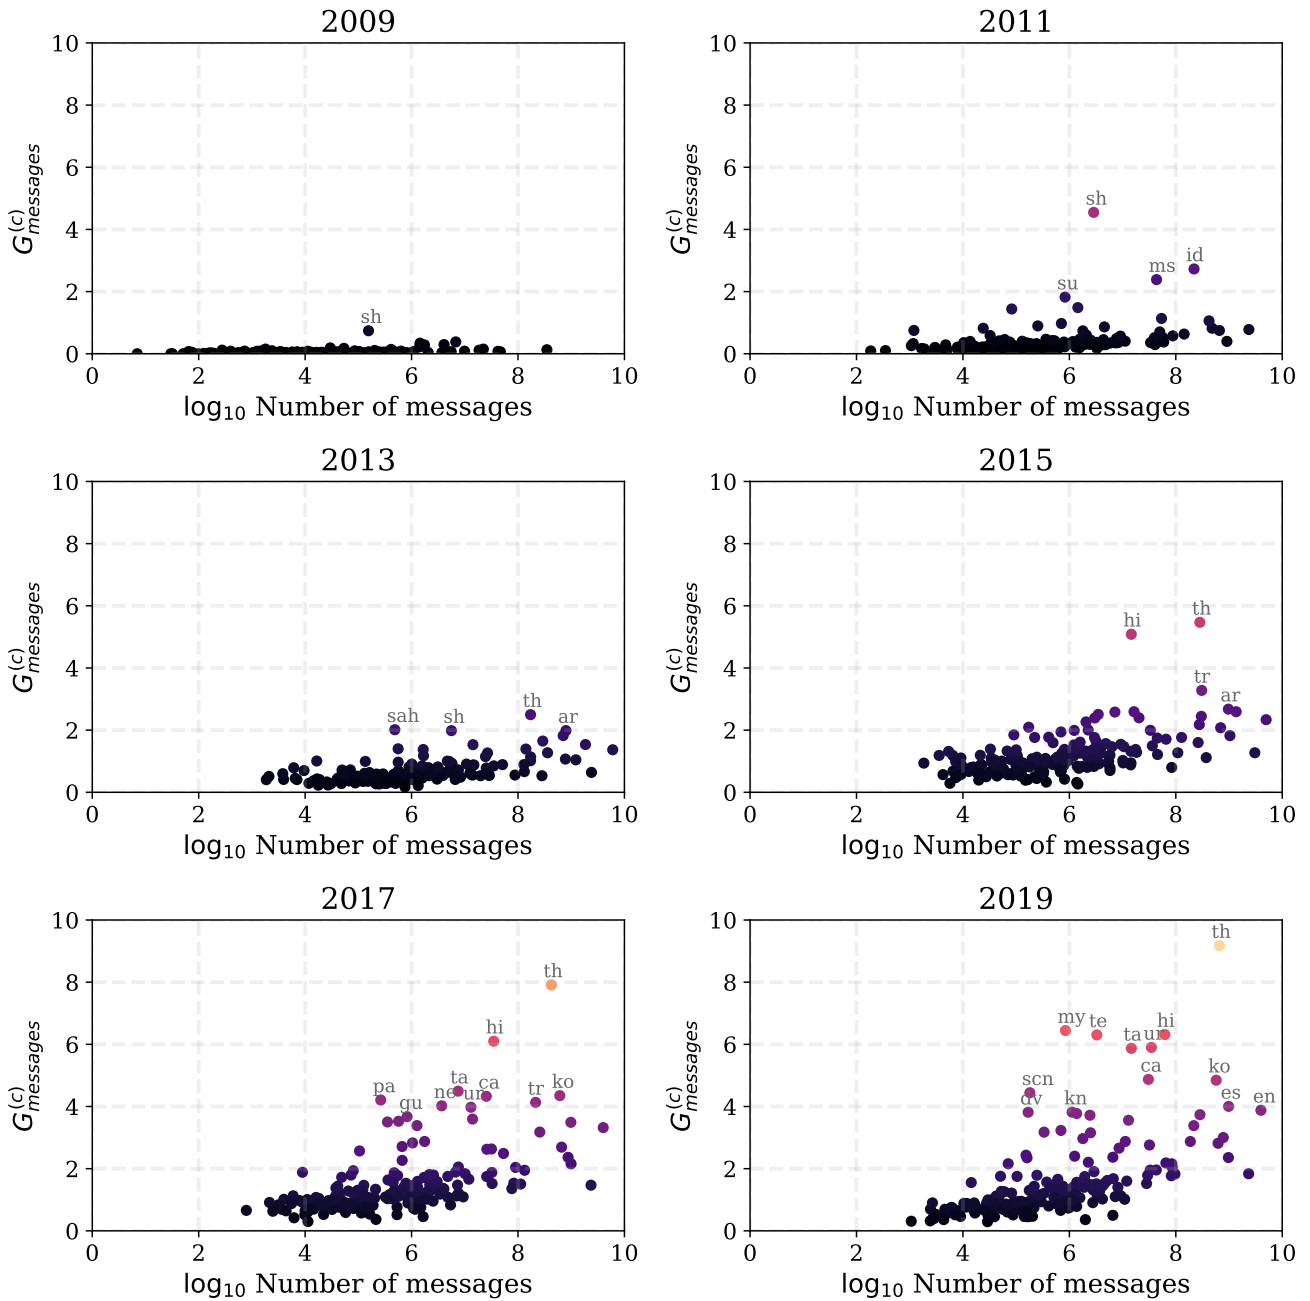 2009
10
8
6
4
2
0
sh
0 2 4 6 8 10
G(c)messages
log10 Number of messages
2011
10
8
6
4
2
0
sh
id
ms
su
0 2 4 6 8 10
G(c)messages
log10 Number of messages
2013
10
8
6
4
2
0
th
sah sh ar
0 2 4 6 8 10
G(c)messages
log10 Number of messages
2015
10
8
6
4
2
0
th
hi
tr
ar
0 2 4 6 8 10
G(c)messages
log10 Number of messages
2017
10
8
6
4
2
0
th
hi
pa gu ne ta ur ca tr ko
0 2 4 6 8 10
G(c)messages
log10 Number of messages
2019
10
8
6
4
2
0
th
my te ta ur hi
scn ca ko
dv kn es en
0 2 4 6 8 10
G(c)messages
log10 Number of messages